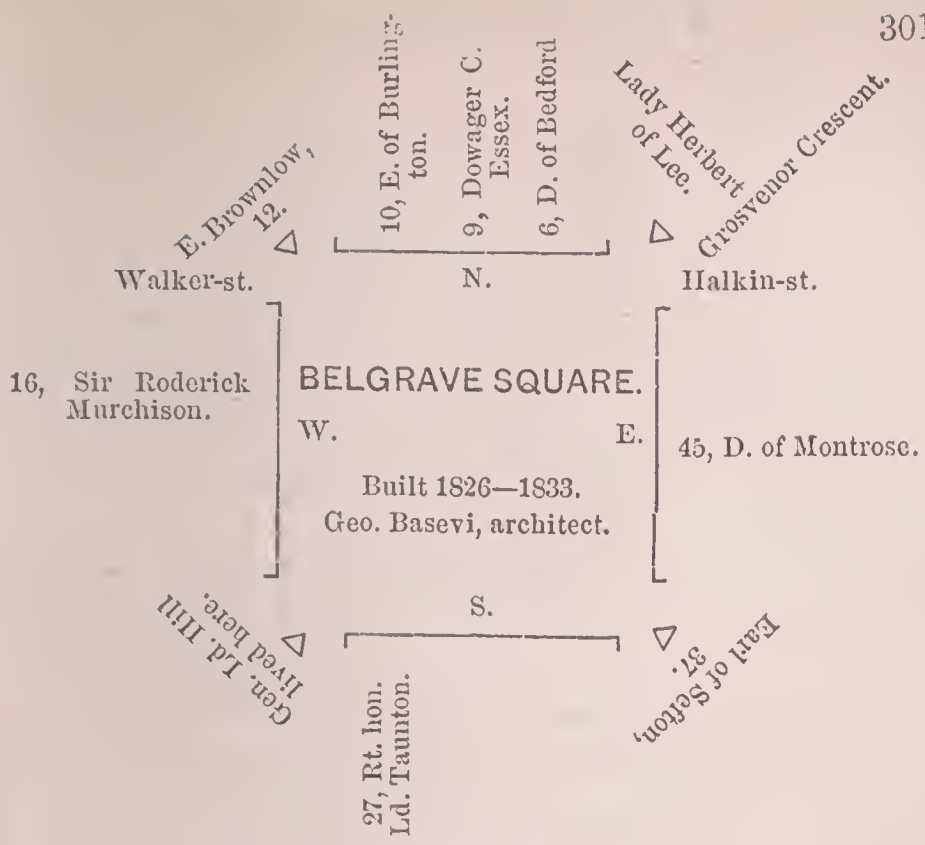 301
E. Brownlow,
12.
10, E. of Burling-
ton.
9, Dowager C.
Essex.
6, D. of Bedford
Lady Herbert
of Lee.
Grosvenor Crescent.
Walker-st.
N.
Halkin-st.
16, Sir Roderick
Murchison.
BELGRAVE SQUARE.
W.
E.
45, D. of Montrose.
Built 1826—1833.
Geo. Basevi, architect.
S.
Gen. Ld. Hill
lived here.
27, Rt. hon.
Ld. Taunton.
Earl of Sefton,
37.